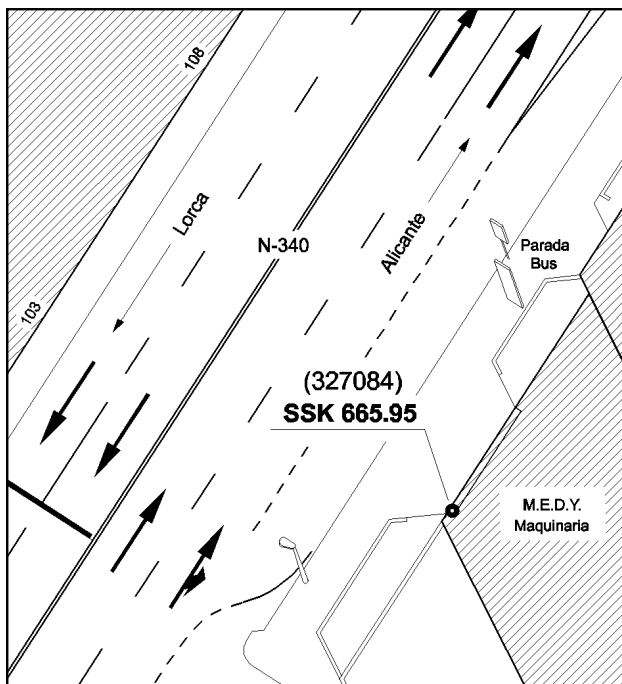 108
Lorca
N-340
Alicante
Parada
Bus
103
(327084)
SSK 665.95
M.E.D.Y.
Maquinaria